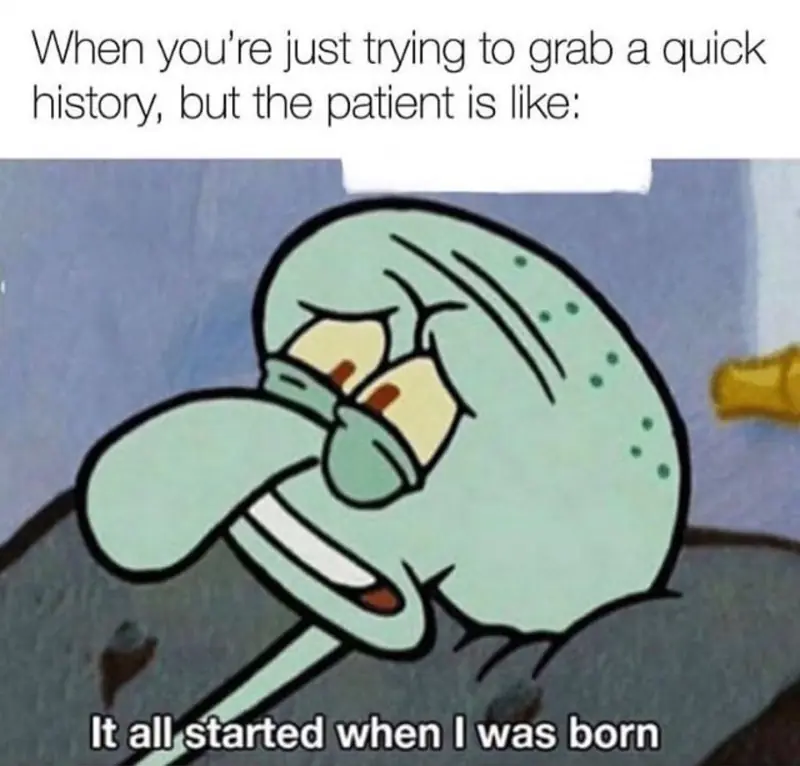 When you're just trying to grab a quick
history, but the patient is like:
It all started when I was born